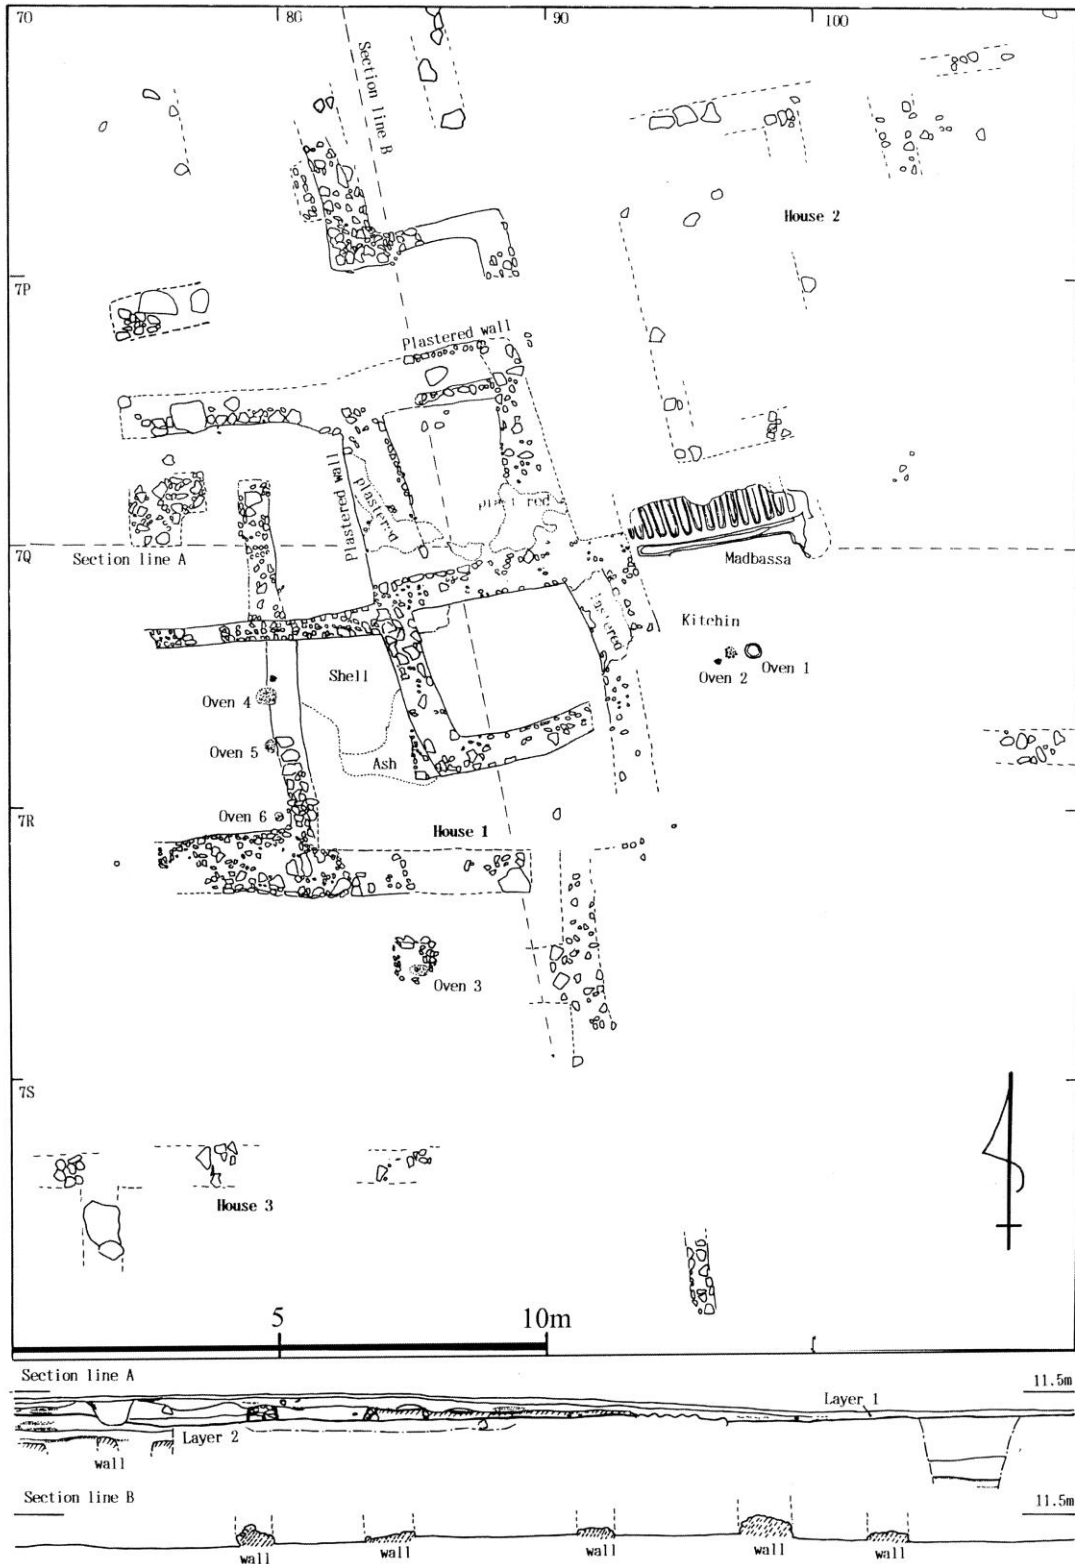 70 80 90 100
Section line B
House 2
7P
Plastered wall
Plastered wall
plastered
7Q
Section line A
Madbassa
Kitchin
Oven 2 Oven 1
Shell
Oven 4
Oven 5
Ash
Oven 6
7R
House 1
Oven 3
7S
House 3
5 10m
Section line A
11.5m
Layer 1
Layer 2
wall
Section line B
11.5m
wall wall wall wall wall